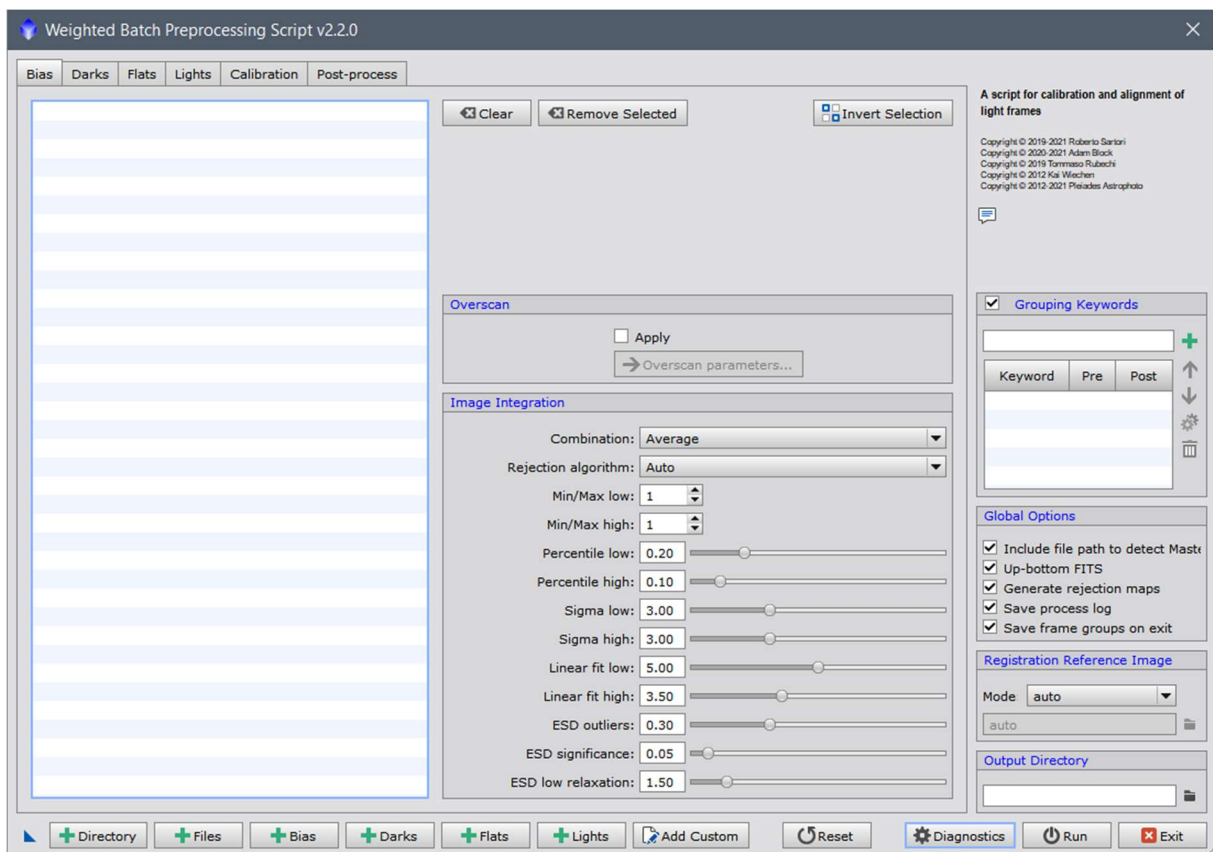 Weighted Batch Preprocessing Script v2.2.0
Bias Darks Flats Lights Calibration Post-process
Clear Remove Selected Invert Selection
A script for calibration and alignment of
light frames
Copyright © 2019-2021 Roberto Sartori
Copyright © 2020-2021 Adam Block
Copyright © 2019 Tommaso Rubechi
Copyright © 2012 Kai Wiechen
Copyright © 2012-2021 Pleiades Astrophoto
Overscan
Apply
Overscan parameters...
Image Integration
Combination: Average
Rejection algorithm: Auto
Min/Max low: 1
Min/Max high: 1
Percentile low: 0.20
Percentile high: 0.10
Sigma low: 3.00
Sigma high: 3.00
Linear fit low: 5.00
Linear fit high: 3.50
ESD outliers: 0.30
ESD significance: 0.05
ESD low relaxation: 1.50
Grouping Keywords
Keyword Pre Post
Global Options
Include file path to detect Maste
Up-bottom FITS
Generate rejection maps
Save process log
Save frame groups on exit
Registration Reference Image
Mode auto
auto
Output Directory
Directory Files Bias Darks Flats Lights Add Custom Reset Diagnostics Run Exit